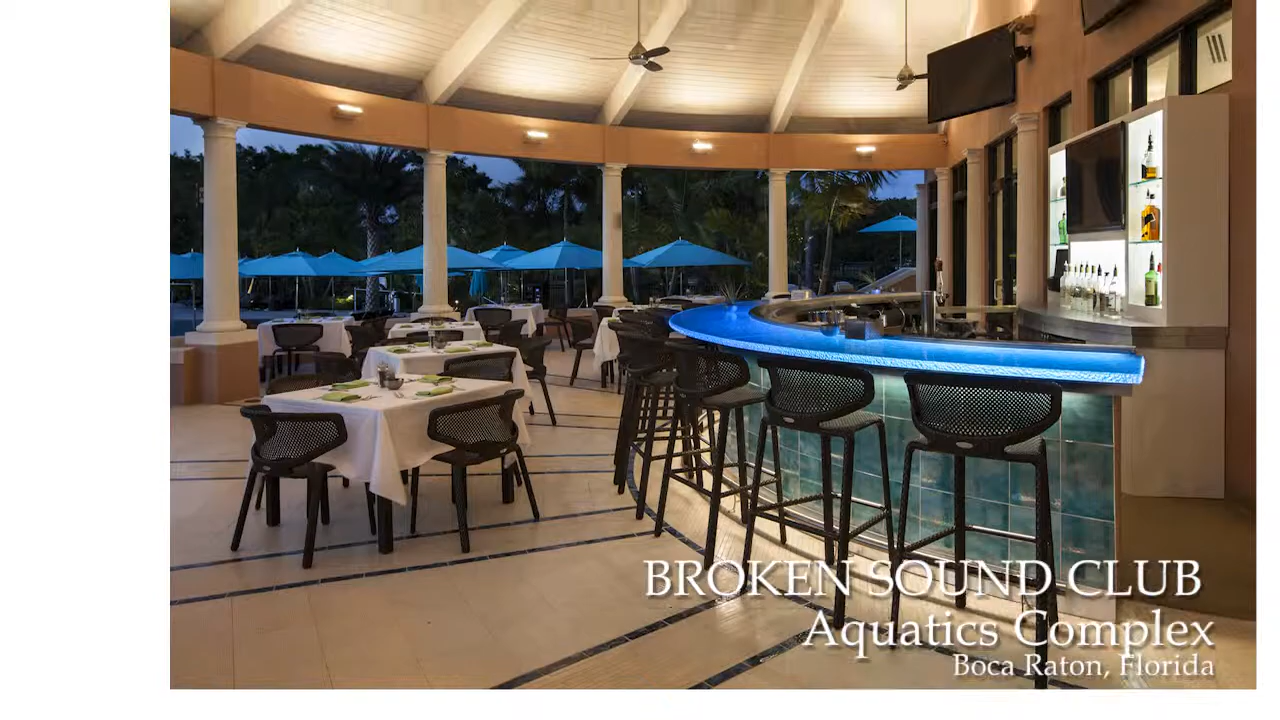 BROKEN SOUND CLUB
Aquatics Complex
Boca Raton, Florida